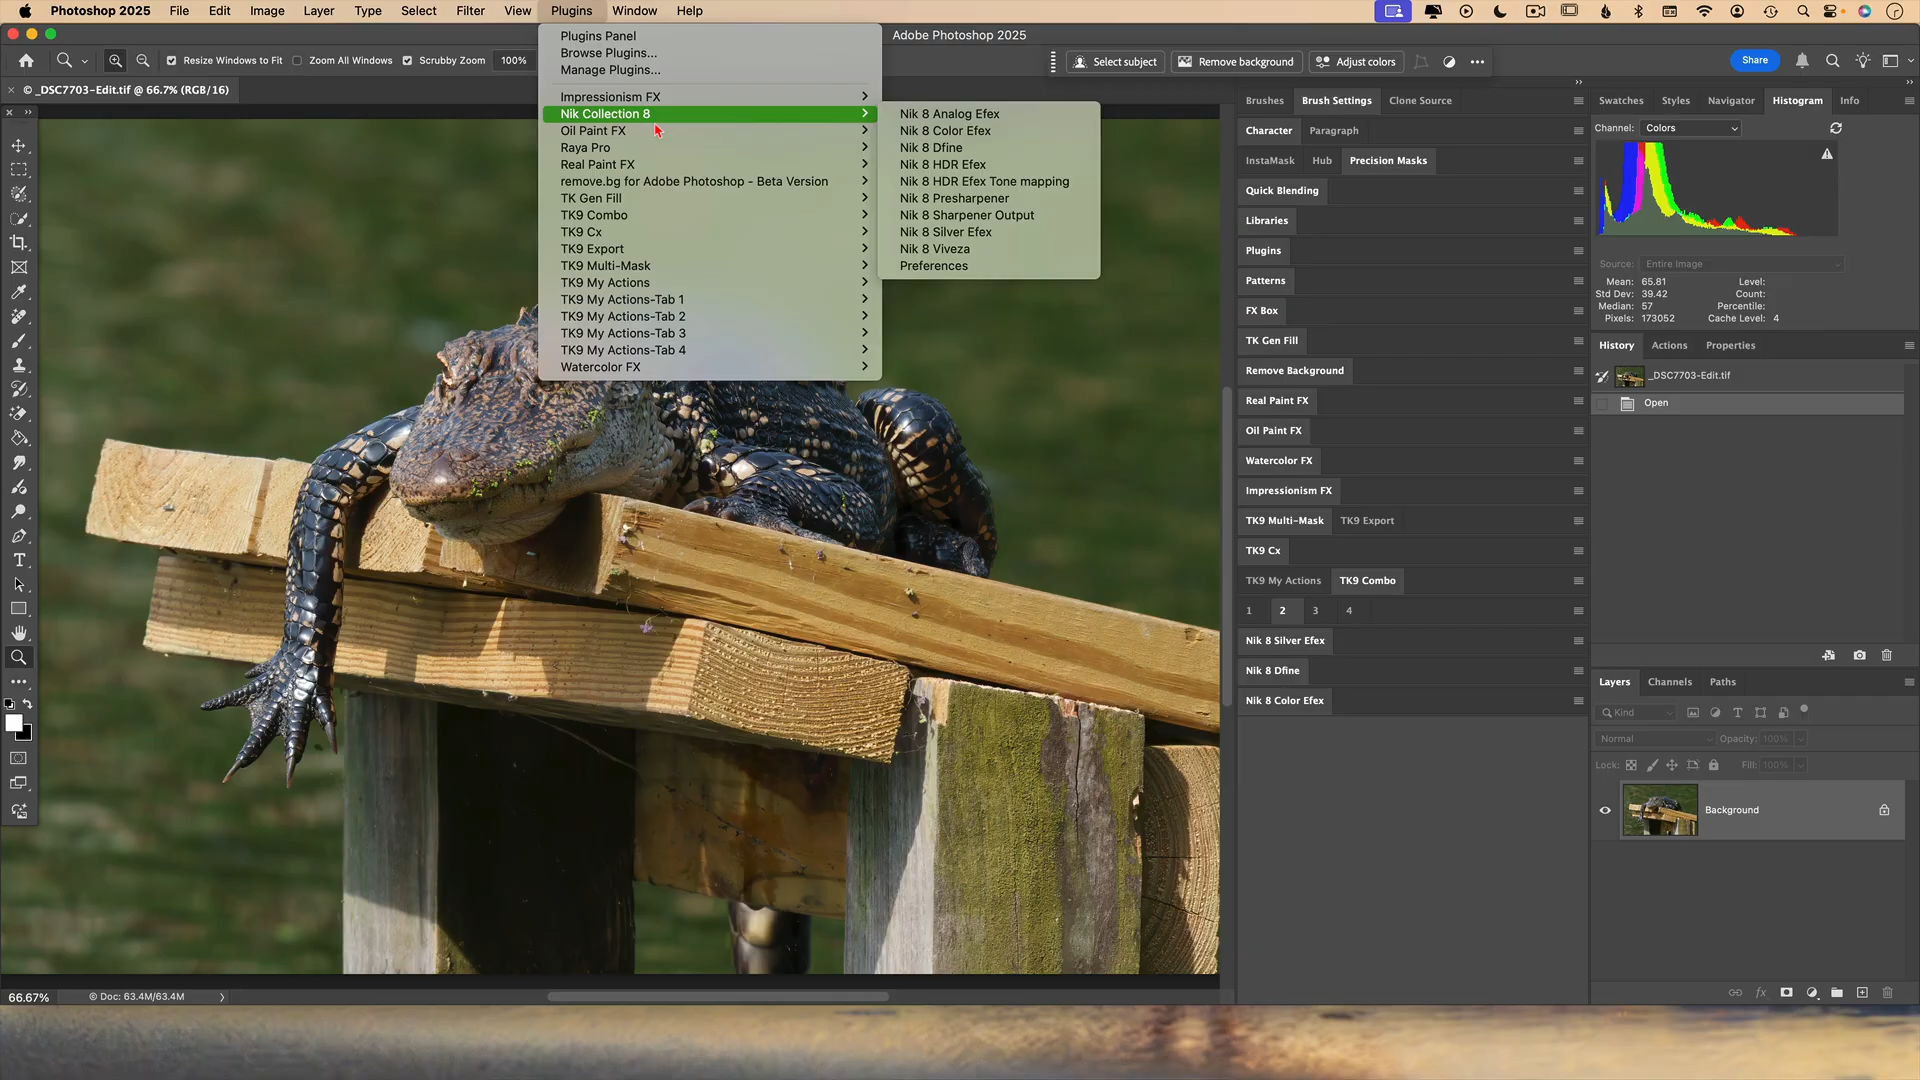 Photoshop 2025 File Edit Image Layer Type Select Filter View Plugins Window Help
Adobe Photoshop 2025
Resize Windows to Fit Zoom All Windows Scrubby Zoom 100%
Select subject Remove background Adjust colors Share
© _DSC7703-Edit.tif @ 66.7% (RGB/16)
Plugins Panel
Browse Plugins...
Manage Plugins...
Impressionism FX
Nik Collection 8
Oil Paint FX
Raya Pro
Real Paint FX
remove.bg for Adobe Photoshop - Beta Version
TK Gen Fill
TK9 Combo
TK9 Cx
TK9 Export
TK9 Multi-Mask
TK9 My Actions
TK9 My Actions-Tab 1
TK9 My Actions-Tab 2
TK9 My Actions-Tab 3
TK9 My Actions-Tab 4
Watercolor FX
Nik 8 Analog Efex
Nik 8 Color Efex
Nik 8 Dfine
Nik 8 HDR Efex
Nik 8 HDR Efex Tone mapping
Nik 8 Presharpener
Nik 8 Sharpener Output
Nik 8 Silver Efex
Nik 8 Viveza
Preferences
Brushes Brush Settings Clone Source
Character Paragraph
InstaMask Hub Precision Masks
Quick Blending
Libraries
Plugins
Patterns
FX Box
TK Gen Fill
Remove Background
Real Paint FX
Oil Paint FX
Watercolor FX
Impressionism FX
TK9 Multi-Mask TK9 Export
TK9 Cx
TK9 My Actions TK9 Combo
1 2 3 4
Nik 8 Silver Efex
Nik 8 Dfine
Nik 8 Color Efex
Swatches Styles Navigator Histogram Info
Channel: Colors
Source: Entire Image
Mean: 65.81 Level:
Std Dev: 39.42 Count:
Median: 57 Percentile:
Pixels: 173052 Cache Level: 4
History Actions Properties
_DSC7703-Edit.tif
Open
Layers Channels Paths
Kind
Normal Opacity: 100%
Lock: Fill: 100%
Background
fx
66.67% © Doc: 63.4M/63.4M